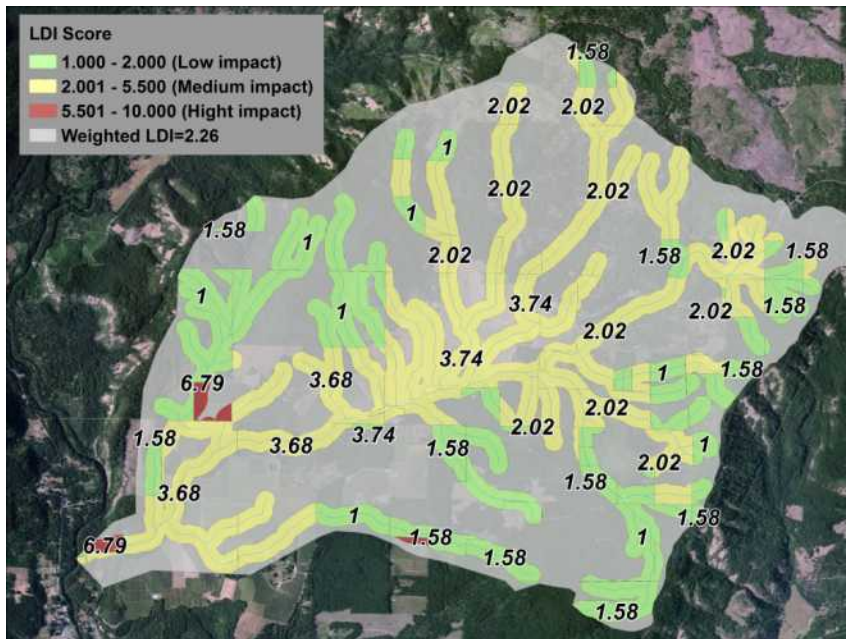 LDI Score
1.000 - 2.000 (Low impact)
2.001 - 5.500 (Medium impact)
5.501 - 10.000 (Hight impact)
Weighted LDI=2.26
1.58
2.02 2.02
1
2.02 2.02
1
1.58 1
2.02 1.58 2.02 1.58
1 1 3.74 2.02 1.58
2.02
3.74
6.79 3.68 1 1.58
2.02
3.74 2.02
1.58 3.68 1.58 1
2.02
3.68 1.58
1 1.58
6.79 1.58 1
1.58
1.58